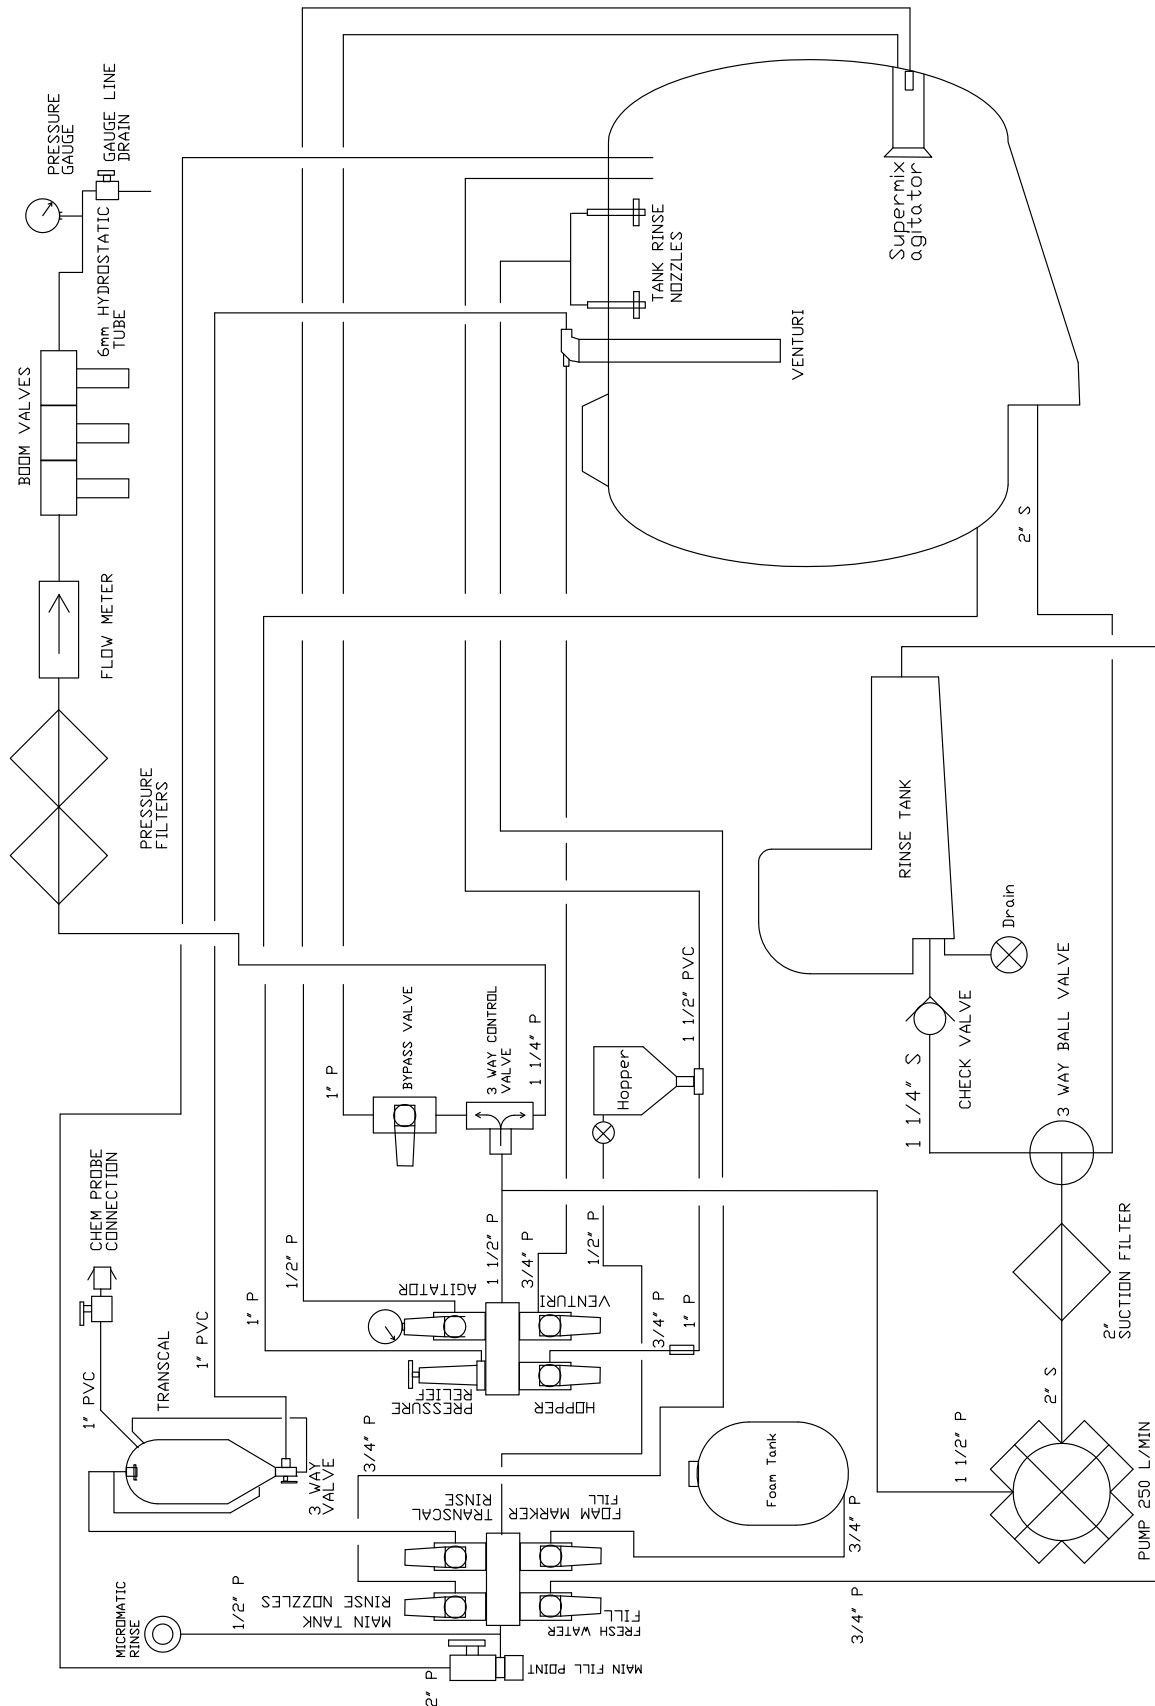 PRESSURE
GAUGE
GAUGE LINE
DRAIN
6mm HYDROSTATIC
TUBE
BOOM VALVES
FLOW METER
PRESSURE
FILTERS
Supermix
agitator
TANK RINSE
NOZZLES
VENTURI
2" S
RINSE TANK
Drain
CHECK VALVE
1 1/4" S
3 WAY BALL VALVE
2"
SUCTION FILTER
2" S
1 1/2" P
PUMP 250 L/MIN
1" P
BYPASS VALVE
3 WAY CONTROL
VALVE
1 1/4" P
Hopper
1 1/2" PVC
1/2" P
1 1/2" P
3/4" P
1/2" P
AGITATOR
VENTURI
3/4" P
1" P
1" P
PRESSURE
RELIEF
HOPPER
CHEM PROBE
CONNECTION
1" PVC
TRANSCAL
1" PVC
3 WAY
VALVE
3/4" P
TRANSCAL
RINSE
FOAM MARKER
FILL
Foam Tank
3/4" P
MICROMATIC
RINSE
1/2" P
MAIN TANK
RINSE NOZZLES
FRESH WATER
FILL
3/4" P
MAIN FILL POINT
2" P